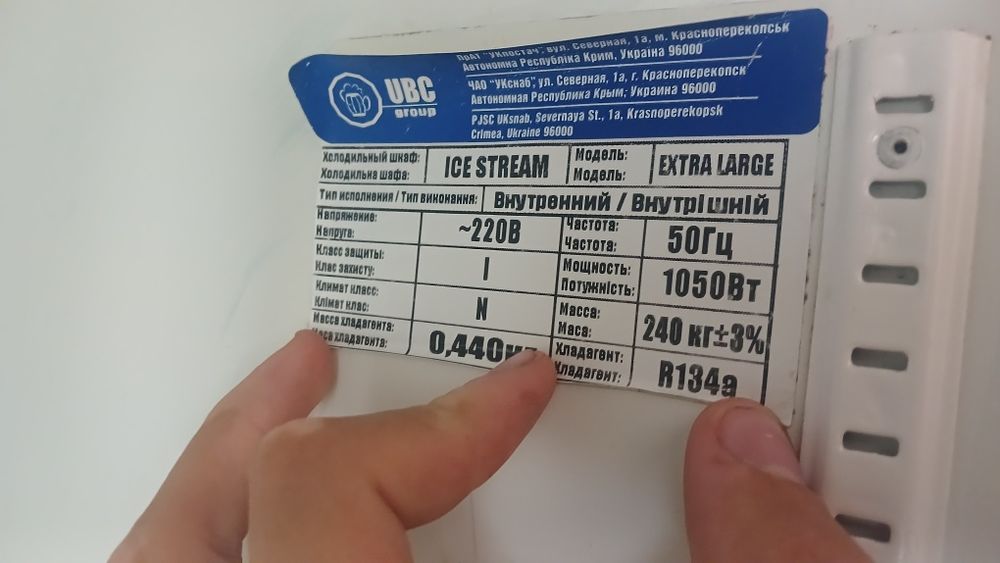 UBC
group
ПрАТ "УКпостач", вул. Северная, 1а, м. Красноперекопськ
Автономна Республіка Крим, Україна 96000
ЧАО "УКснаб", ул. Северная, 1а, г. Красноперекопск
Автономная Республика Крым, Украина 96000
PJSC UKsnab, Severnaya St., 1a, Krasnoperekopsk
Crimea, Ukraine 96000
Холодильный шкаф:
Холодильна шафа:
ICE STREAM
Модель:
Модель:
EXTRA LARGE
Тип исполнения / Тип виконання:
Внутренний / Внутрішній
Напряжение:
Напруга:
~220В
Частота:
Частота:
50Гц
Класс защиты:
Клас захисту:
I
Мощность:
Потужність:
1050Вт
Климат класс:
Клімат клас:
N
Масса:
Маса:
240 кг±3%
Масса хладагента:
Маса хладагента:
0,440кг
Хладагент:
Хладагент:
R134a